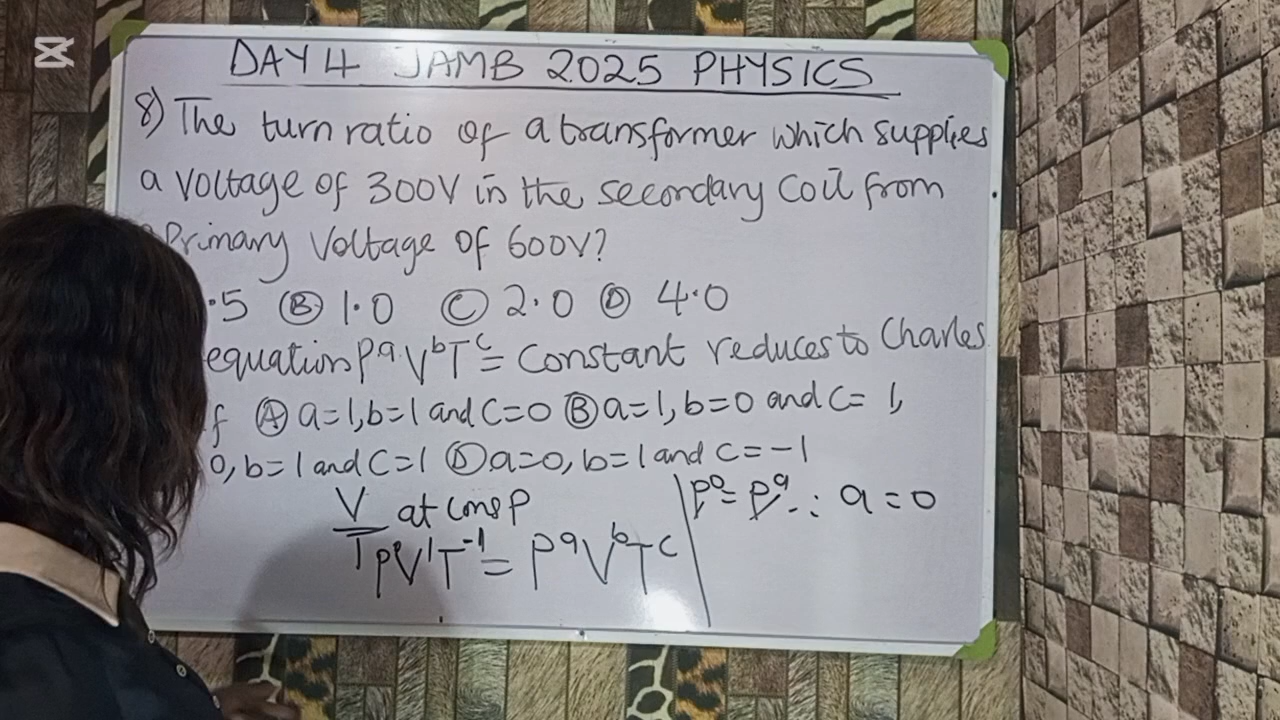 DAY 4 JAMB 2025 PHYSICS
8) The turn ratio of a transformer which supplies
a voltage of 300V in the secondary coil from
Primary Voltage of 600V?
.5 Ⓑ 1.0 Ⓒ 2.0 Ⓓ 4.0
equation PᵃVᵇTᶜ = Constant reduces to Charles
f Ⓐ a=1, b=1 and C=0 Ⓑ a=1, b=0 and C=1,
0, b=1 and C=1 Ⓓ a=0, b=1 and C=-1
V/T at cons P
P⁰V¹T⁻¹ = PᵃVᵇTᶜ
P⁰=Pᵃ ∴ a=0